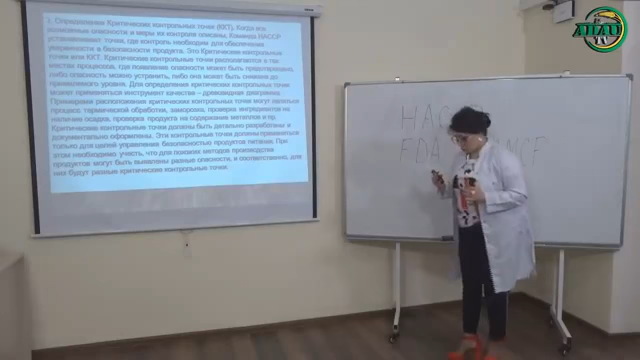 2. Определение Критических контрольных точек (ККТ). Когда все
возможные опасности и меры их контроля описаны, Команда НАССР
устанавливает точки, где контроль необходим для обеспечения
уверенности в безопасности продукта. Это Критические контрольные
точки или ККТ. Критические контрольные точки располагаются в тех
местах процессов, где появление опасности может быть предотвращено,
либо опасность можно устранить, либо она может быть снижена до
приемлемого уровня. Для определения критических контрольных точек
может применяться инструмент качества – древовидная диаграмма.
Примерами расположения критических контрольных точек могут являться
процесс термической обработки, заморозка, проверка ингредиентов на
наличие осадка, проверка продукта на содержание металлов и пр.
Критические контрольные точки должны быть детально разработаны и
документально оформлены. Эти контрольные точки должны применяться
только для целей управления безопасностью продуктов питания. При
этом необходимо учесть, что для похожих методов производства
продуктов могут быть выявлены разные опасности, и соответственно, для
них будут разные критические контрольные точки.
HAC
FDA NCE
TV